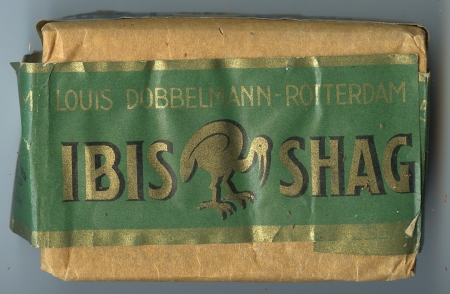 LOUIS DOBBELMANN-ROTTERDAM
IBIS SHAG